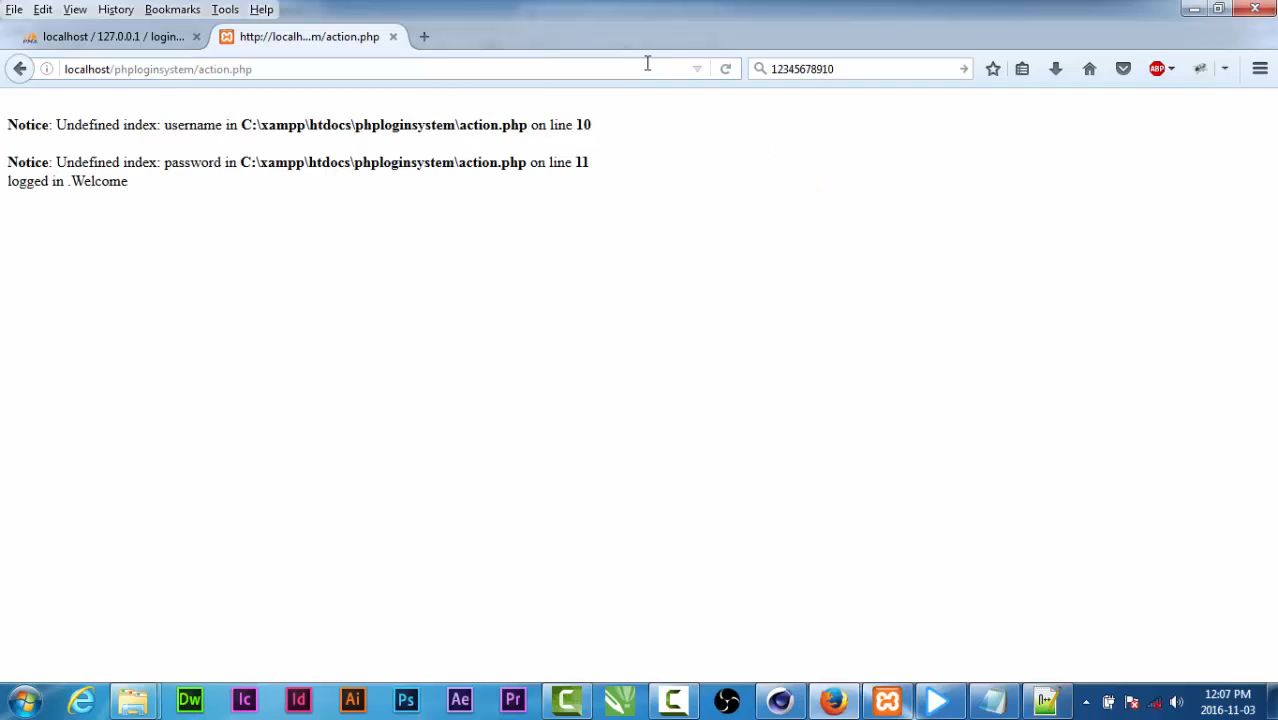 File Edit View History Bookmarks Tools Help
localhost / 127.0.0.1 / login... http://localh...m/action.php
localhost/phploginsystem/action.php 12345678910 ABP
Notice: Undefined index: username in C:\xampp\htdocs\phploginsystem\action.php on line 10
Notice: Undefined index: password in C:\xampp\htdocs\phploginsystem\action.php on line 11
logged in .Welcome
Dw Ic Id Ai Ps Ae Pr
12:07 PM
2016-11-03